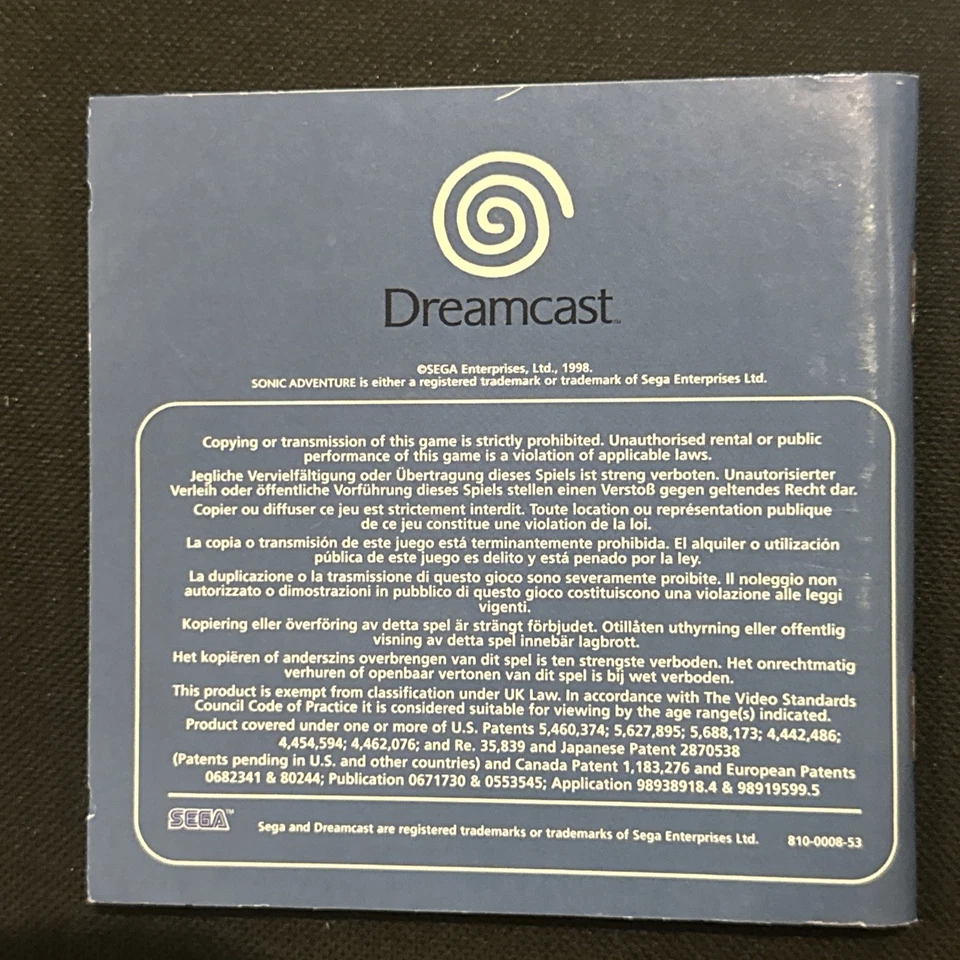 Dreamcast™
©SEGA Enterprises, Ltd., 1998.
SONIC ADVENTURE is either a registered trademark or trademark of Sega Enterprises Ltd.
Copying or transmission of this game is strictly prohibited. Unauthorised rental or public
performance of this game is a violation of applicable laws.
Jegliche Vervielfältigung oder Übertragung dieses Spiels ist streng verboten. Unautorisierter
Verleih oder öffentliche Vorführung dieses Spiels stellen einen Verstoß gegen geltendes Recht dar.
Copier ou diffuser ce jeu est strictement interdit. Toute location ou représentation publique
de ce jeu constitue une violation de la loi.
La copia o transmisión de este juego está terminantemente prohibida. El alquiler o utilización
pública de este juego es delito y está penado por la ley.
La duplicazione o la trasmissione di questo gioco sono severamente proibite. Il noleggio non
autorizzato o dimostrazioni in pubblico di questo gioco costituiscono una violazione alle leggi
vigenti.
Kopiering eller överföring av detta spel är strängt förbjudet. Otillåten uthyrning eller offentlig
visning av detta spel innebär lagbrott.
Het kopiëren of anderszins overbrengen van dit spel is ten strengste verboden. Het onrechtmatig
verhuren of openbaar vertonen van dit spel is bij wet verboden.
This product is exempt from classification under UK Law. In accordance with The Video Standards
Council Code of Practice it is considered suitable for viewing by the age range(s) indicated.
Product covered under one or more of U.S. Patents 5,460,374; 5,627,895; 5,688,173; 4,442,486;
4,454,594; 4,462,076; and Re. 35,839 and Japanese Patent 2870538
(Patents pending in U.S. and other countries) and Canada Patent 1,183,276 and European Patents
0682341 & 80244; Publication 0671730 & 0553545; Application 98938918.4 & 98919599.5
SEGA™ Sega and Dreamcast are registered trademarks or trademarks of Sega Enterprises Ltd. 810-0008-53